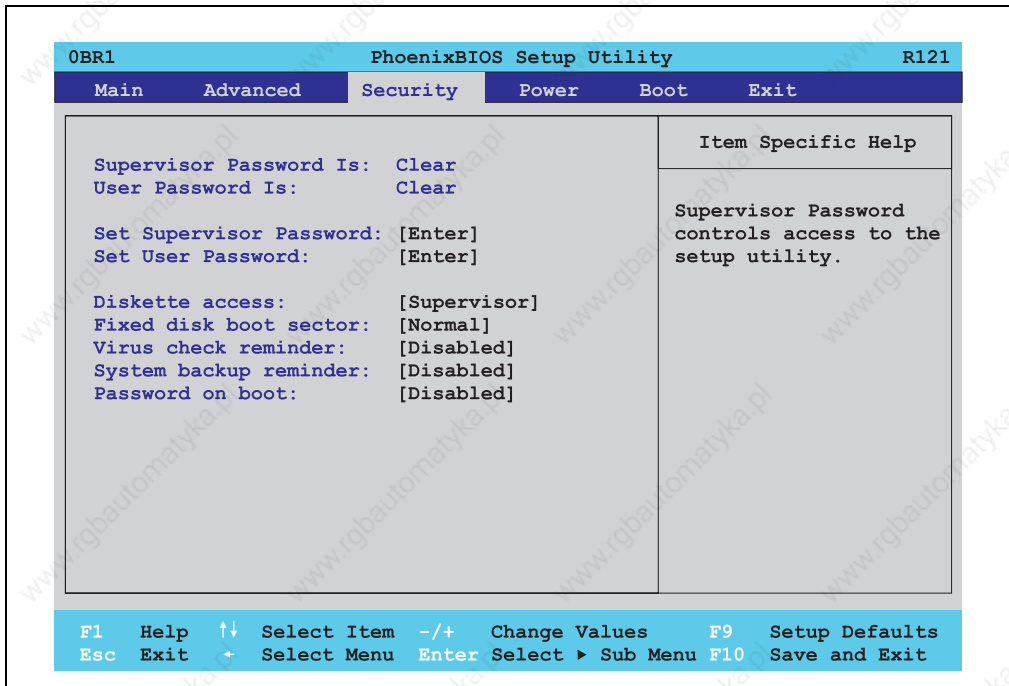 0BR1 PhoenixBIOS Setup Utility R121
Main Advanced Security Power Boot Exit
Item Specific Help
Supervisor Password Is: Clear
User Password Is: Clear
Set Supervisor Password: [Enter]
Set User Password: [Enter]
Diskette access: [Supervisor]
Fixed disk boot sector: [Normal]
Virus check reminder: [Disabled]
System backup reminder: [Disabled]
Password on boot: [Disabled]
Supervisor Password
controls access to the
setup utility.
F1 Help ↑↓ Select Item -/+ Change Values F9 Setup Defaults
Esc Exit ← Select Menu Enter Select ▶ Sub Menu F10 Save and Exit
www.rgbautomatyka.pl